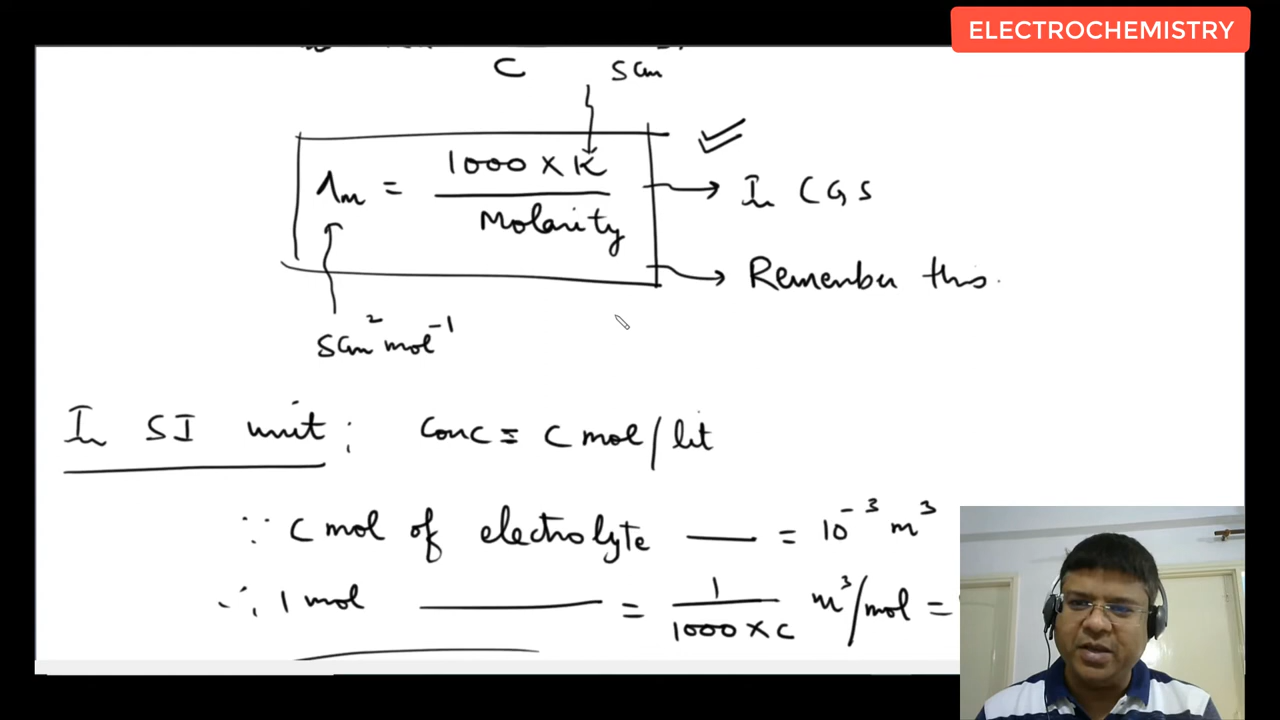 ELECTROCHEMISTRY
C S cm
Λm = 1000 × K / Molarity
In CGS
Remember this.
S cm² mol⁻¹
In SI unit : Conc = C mol/lit
∵ C mol of electrolyte — = 10⁻³ m³
∴ 1 mol — = 1 / 1000 × C m³/mol =